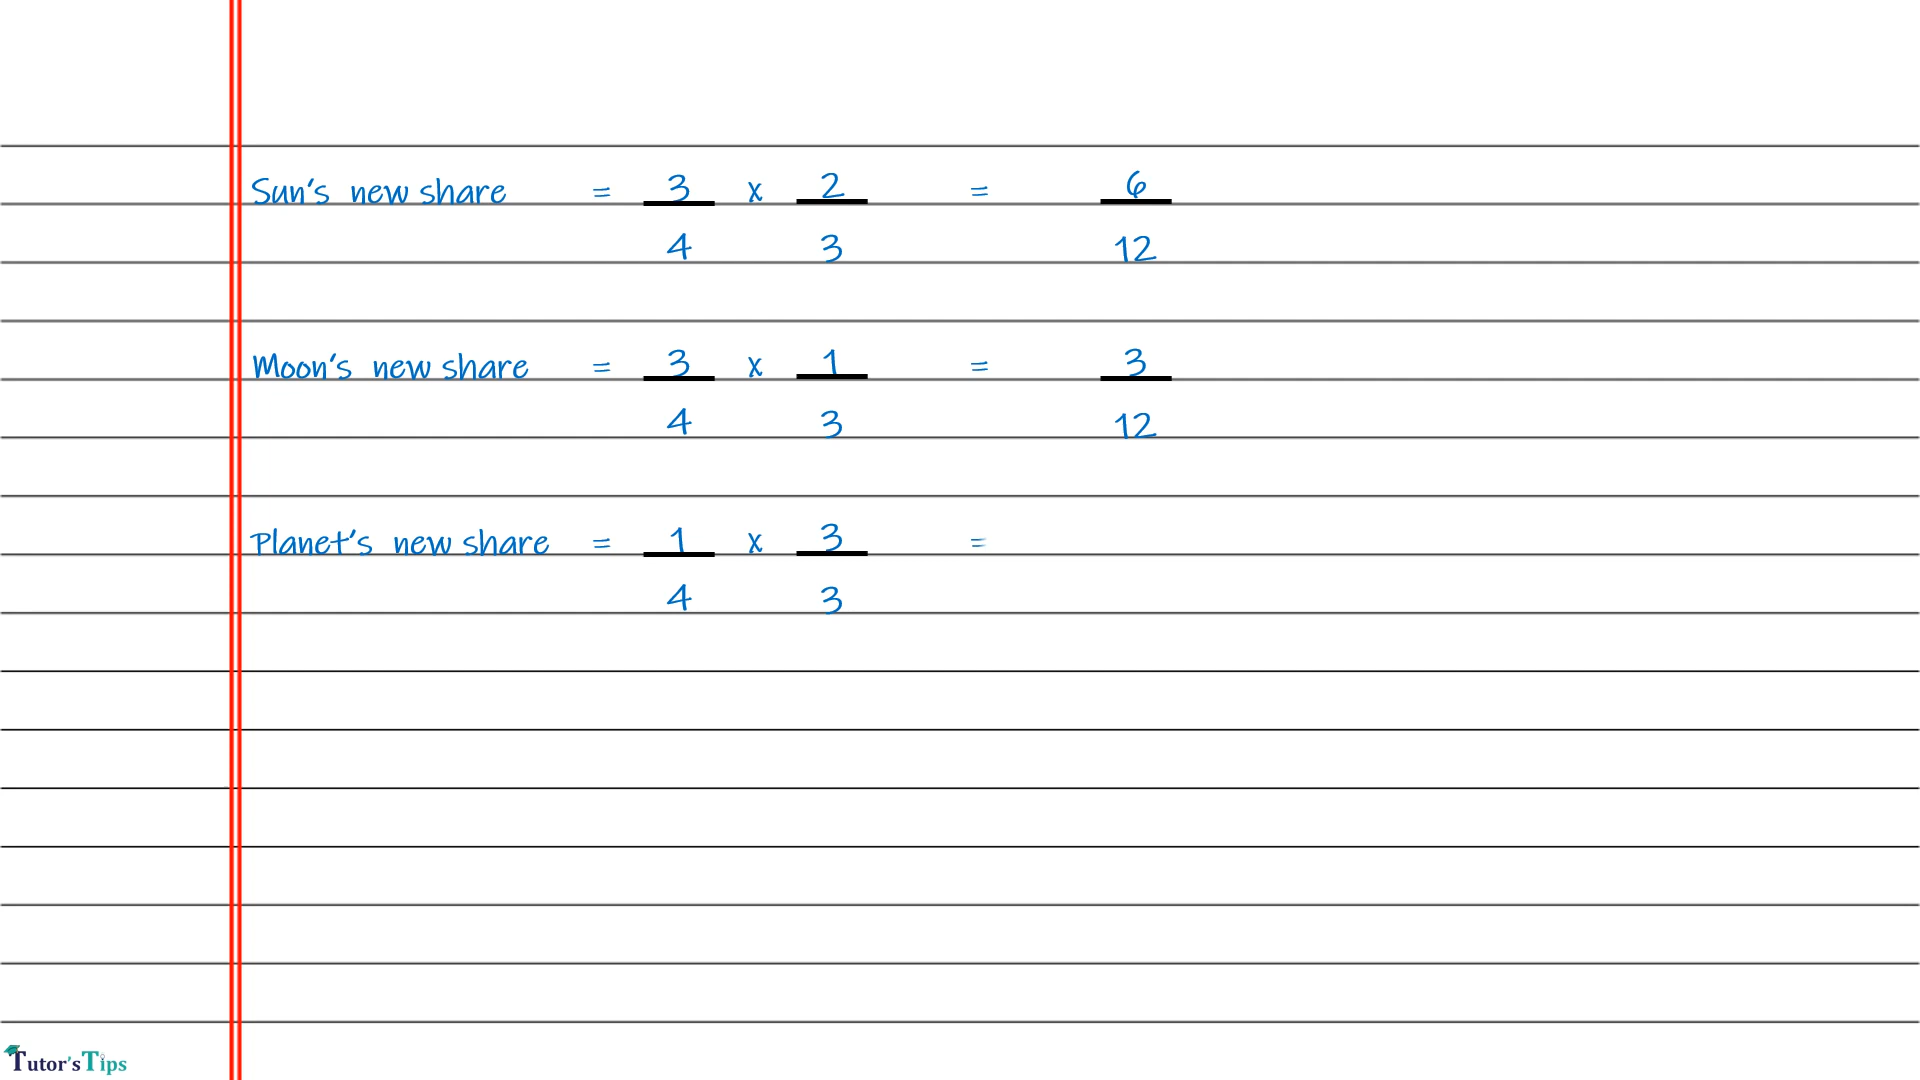 Sun's new share = 3 x 2 = 6
4 3 12
Moon's new share = 3 x 1 = 3
4 3 12
Planet's new share = 1 x 3 =
4 3
Tutor'sTips